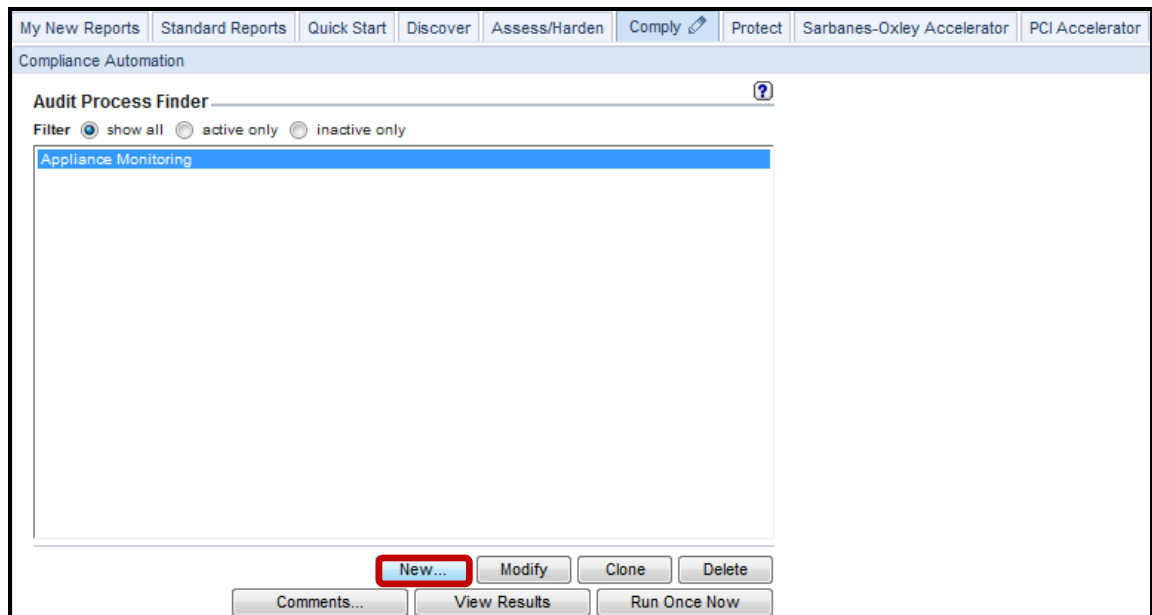 My New Reports Standard Reports Quick Start Discover Assess/Harden Comply Protect Sarbanes-Oxley Accelerator PCI Accelerator
Compliance Automation
Audit Process Finder ?
Filter show all active only inactive only
Appliance Monitoring
New... Modify Clone Delete
Comments... View Results Run Once Now